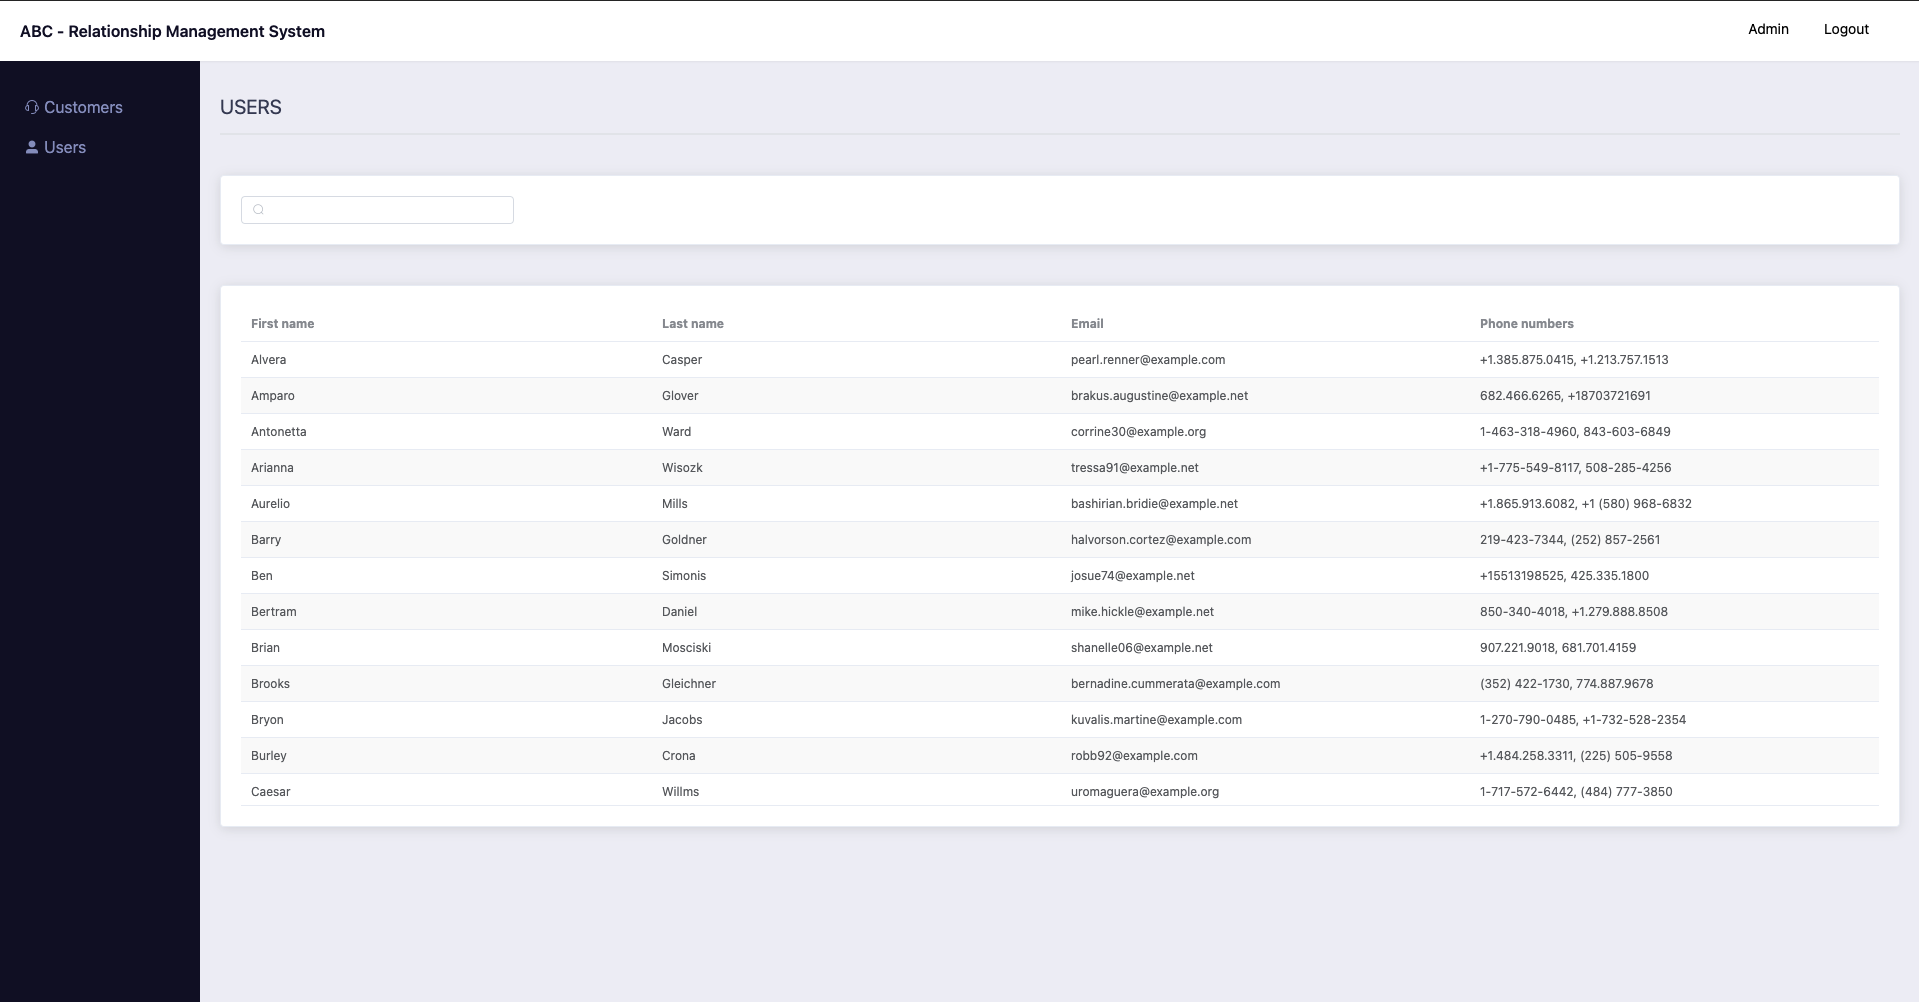 ABC - Relationship Management System Admin Logout
Customers
Users
USERS
First name Last name Email Phone numbers
Alvera Casper pearl.renner@example.com +1.385.875.0415, +1.213.757.1513
Amparo Glover brakus.augustine@example.net 682.466.6265, +18703721691
Antonetta Ward corrine30@example.org 1-463-318-4960, 843-603-6849
Arianna Wisozk tressa91@example.net +1-775-549-8117, 508-285-4256
Aurelio Mills bashirian.bridie@example.net +1.865.913.6082, +1 (580) 968-6832
Barry Goldner halvorson.cortez@example.com 219-423-7344, (252) 857-2561
Ben Simonis josue74@example.net +15513198525, 425.335.1800
Bertram Daniel mike.hickle@example.net 850-340-4018, +1.279.888.8508
Brian Mosciski shanelle06@example.net 907.221.9018, 681.701.4159
Brooks Gleichner bernadine.cummerata@example.com (352) 422-1730, 774.887.9678
Bryon Jacobs kuvalis.martine@example.com 1-270-790-0485, +1-732-528-2354
Burley Crona robb92@example.com +1.484.258.3311, (225) 505-9558
Caesar Willms uromaguera@example.org 1-717-572-6442, (484) 777-3850